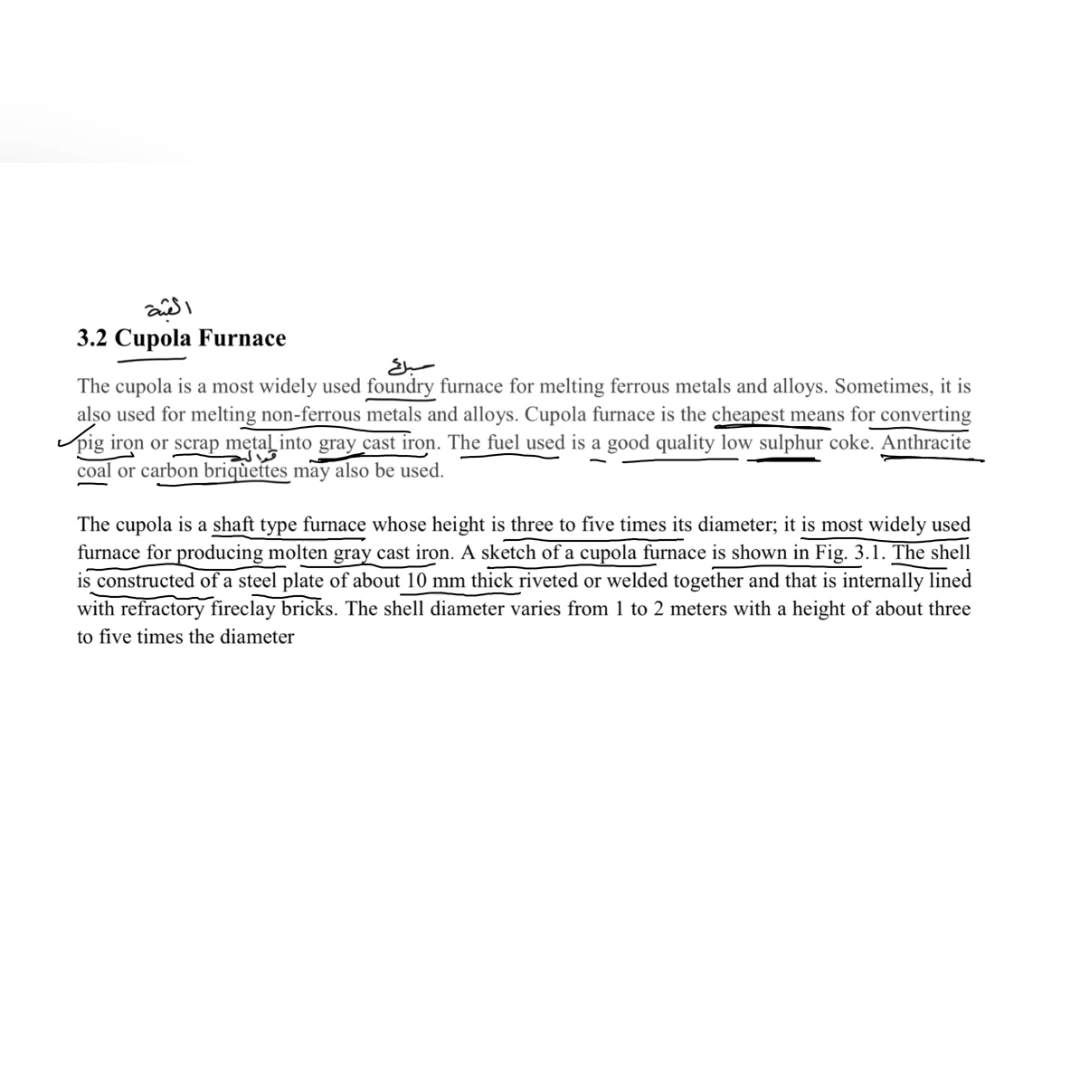 القبة
3.2 Cupola Furnace
The cupola is a most widely used foundry furnace for melting ferrous metals and alloys. Sometimes, it is
also used for melting non-ferrous metals and alloys. Cupola furnace is the cheapest means for converting
pig iron or scrap metal into gray cast iron. The fuel used is a good quality low sulphur coke. Anthracite
coal or carbon briquettes may also be used.
The cupola is a shaft type furnace whose height is three to five times its diameter; it is most widely used
furnace for producing molten gray cast iron. A sketch of a cupola furnace is shown in Fig. 3.1. The shell
is constructed of a steel plate of about 10 mm thick riveted or welded together and that is internally lined
with refractory fireclay bricks. The shell diameter varies from 1 to 2 meters with a height of about three
to five times the diameter